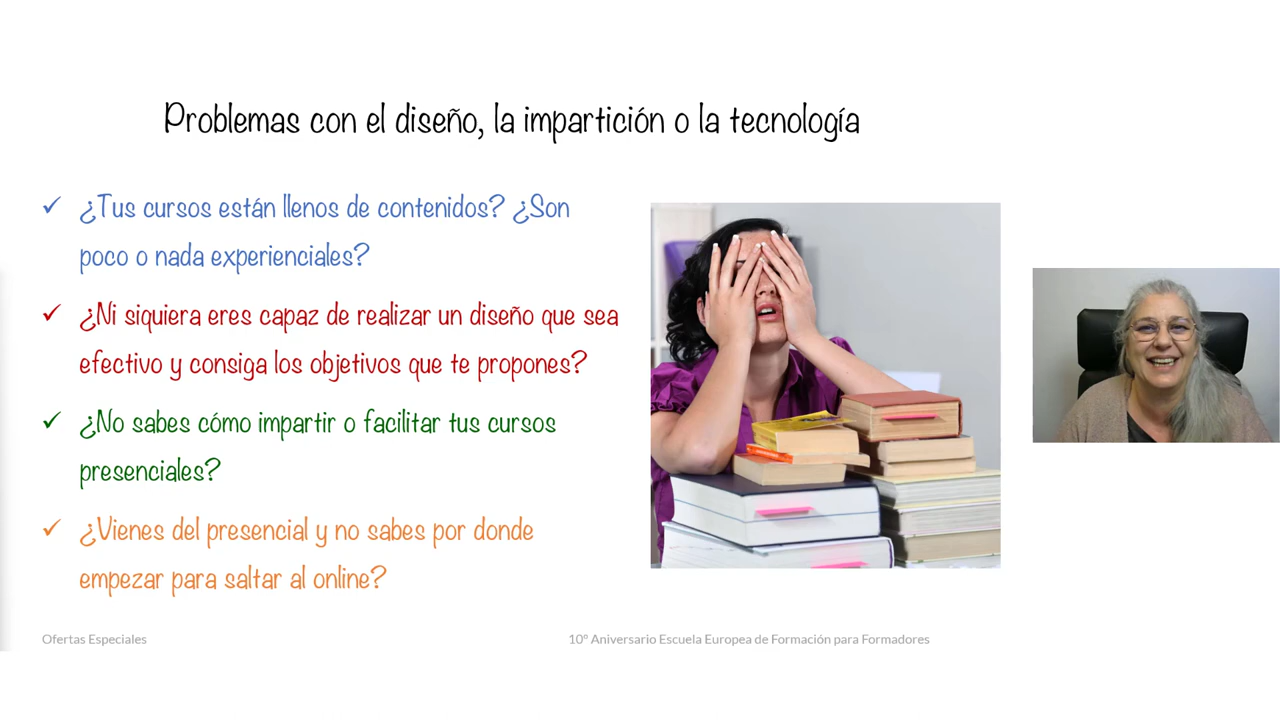 Problemas con el diseño, la impartición o la tecnología
✓ ¿Tus cursos están llenos de contenidos? ¿Son
poco o nada experienciales?
✓ ¿Ni siquiera eres capaz de realizar un diseño que sea
efectivo y consiga los objetivos que te propones?
✓ ¿No sabes cómo impartir o facilitar tus cursos
presenciales?
✓ ¿Vienes del presencial y no sabes por donde
empezar para saltar al online?
Ofertas Especiales
10º Aniversario Escuela Europea de Formación para Formadores